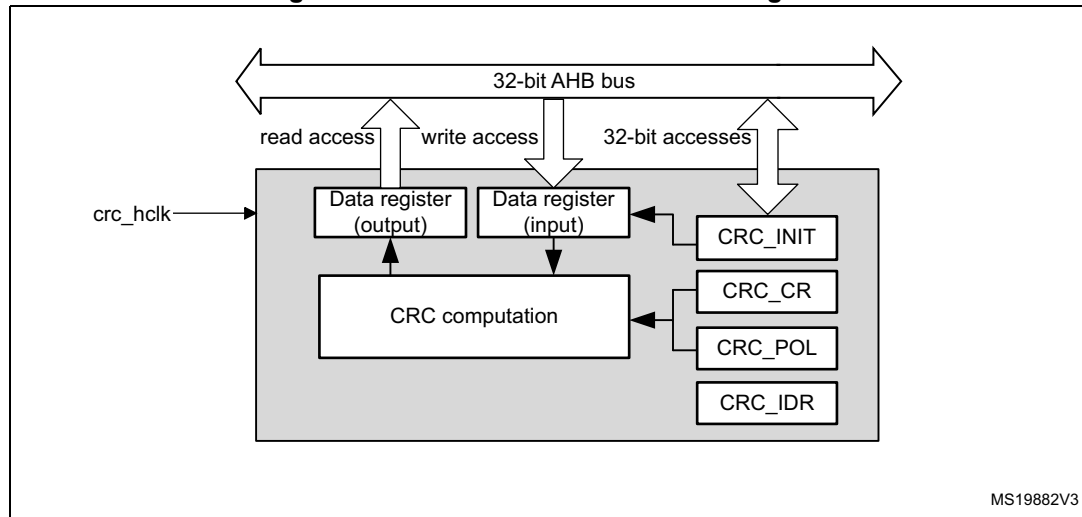 32-bit AHB bus
read access
write access
32-bit accesses
crc_hclk
Data register
(output)
Data register
(input)
CRC_INIT
CRC computation
CRC_CR
CRC_POL
CRC_IDR
MS19882V3